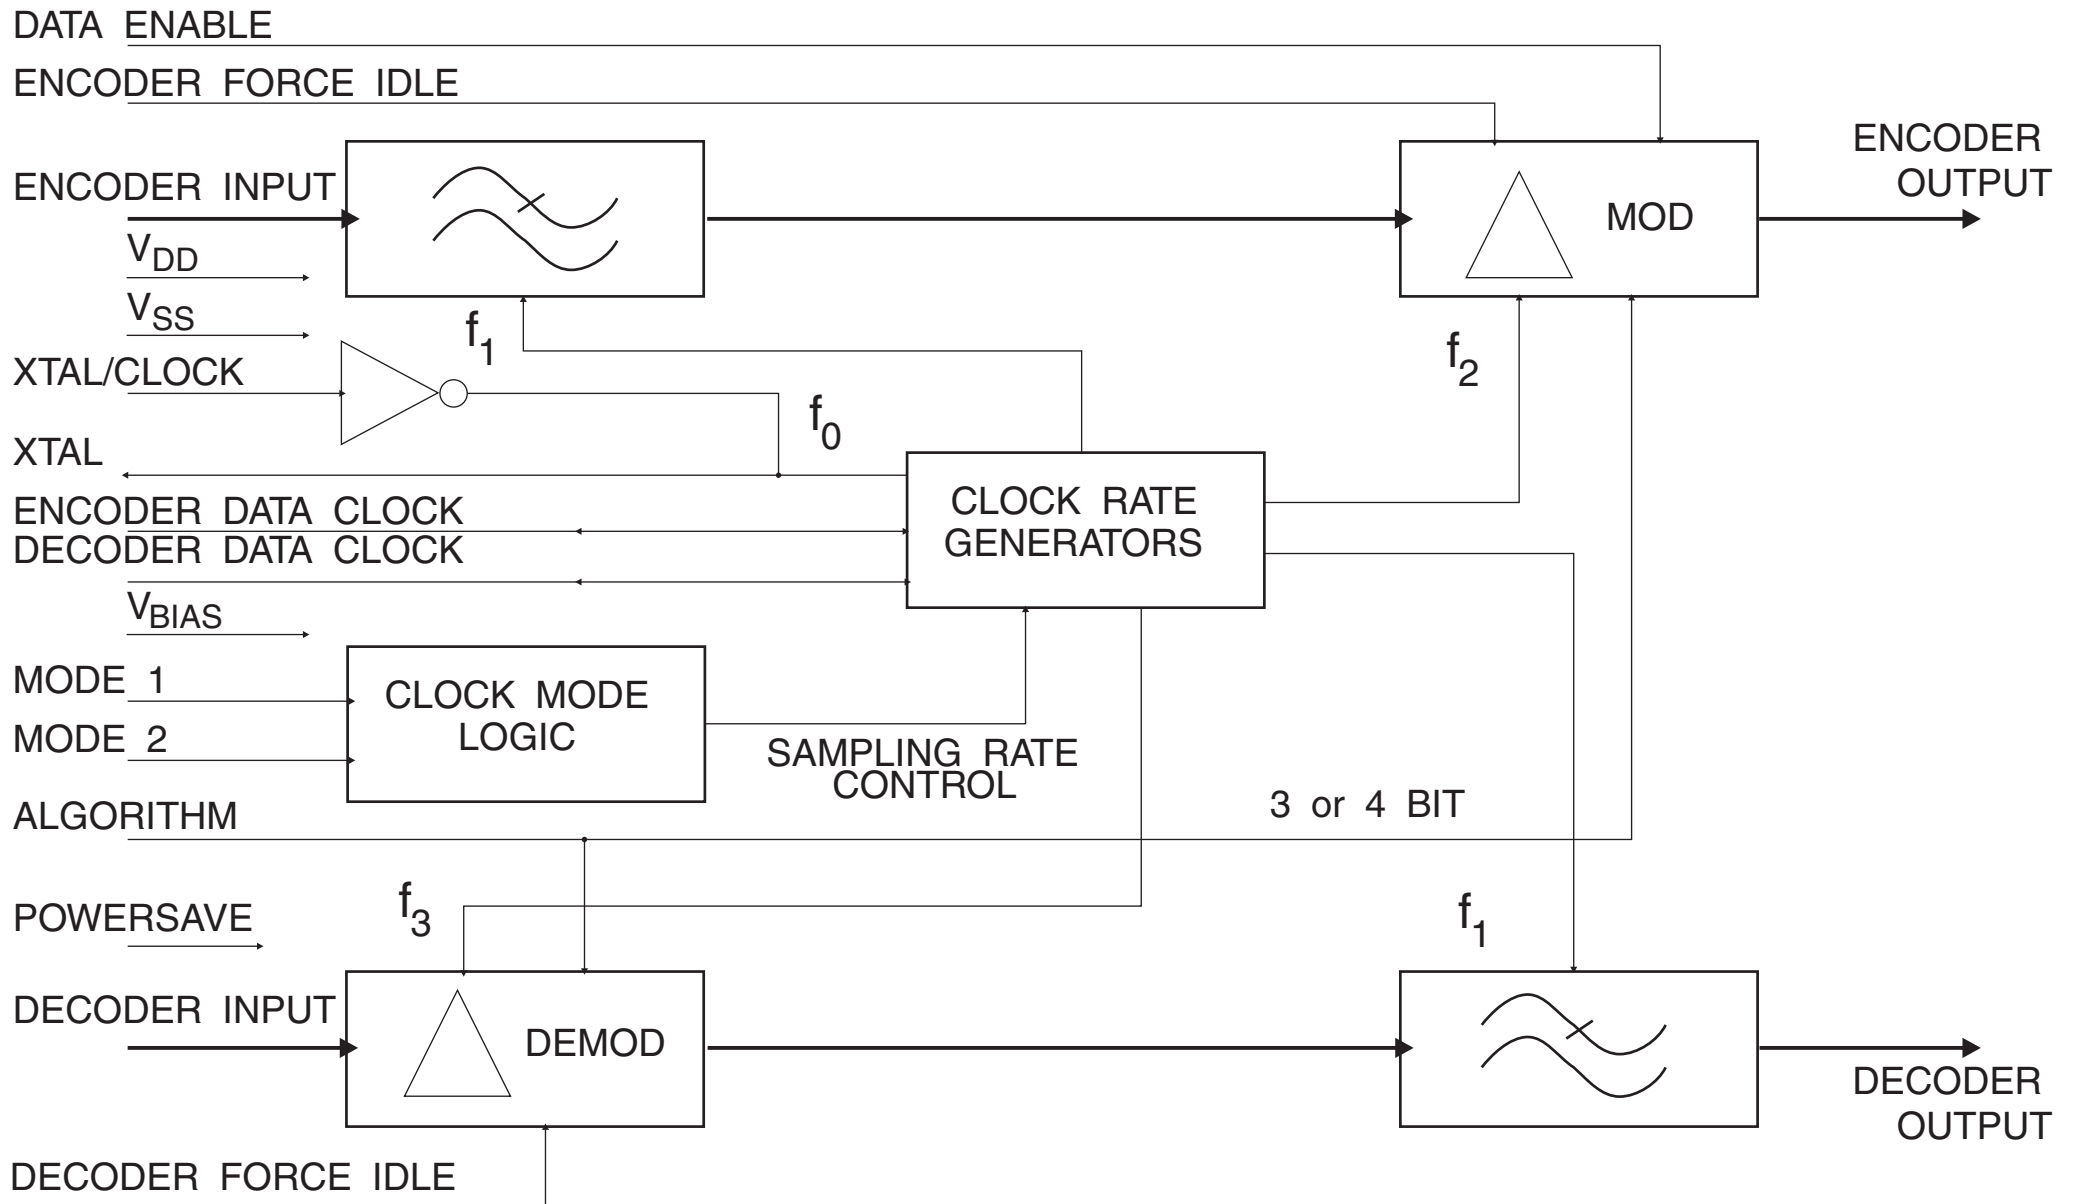 DATA ENABLE
ENCODER FORCE IDLE
ENCODER INPUT
ENCODER
OUTPUT
MOD
VDD
VSS
f1
f2
XTAL/CLOCK
f0
XTAL
CLOCK RATE
GENERATORS
ENCODER DATA CLOCK
DECODER DATA CLOCK
VBIAS
MODE 1
MODE 2
CLOCK MODE
LOGIC
SAMPLING RATE
CONTROL
ALGORITHM
3 or 4 BIT
f3
f1
POWERSAVE
DECODER INPUT
DEMOD
DECODER
OUTPUT
DECODER FORCE IDLE